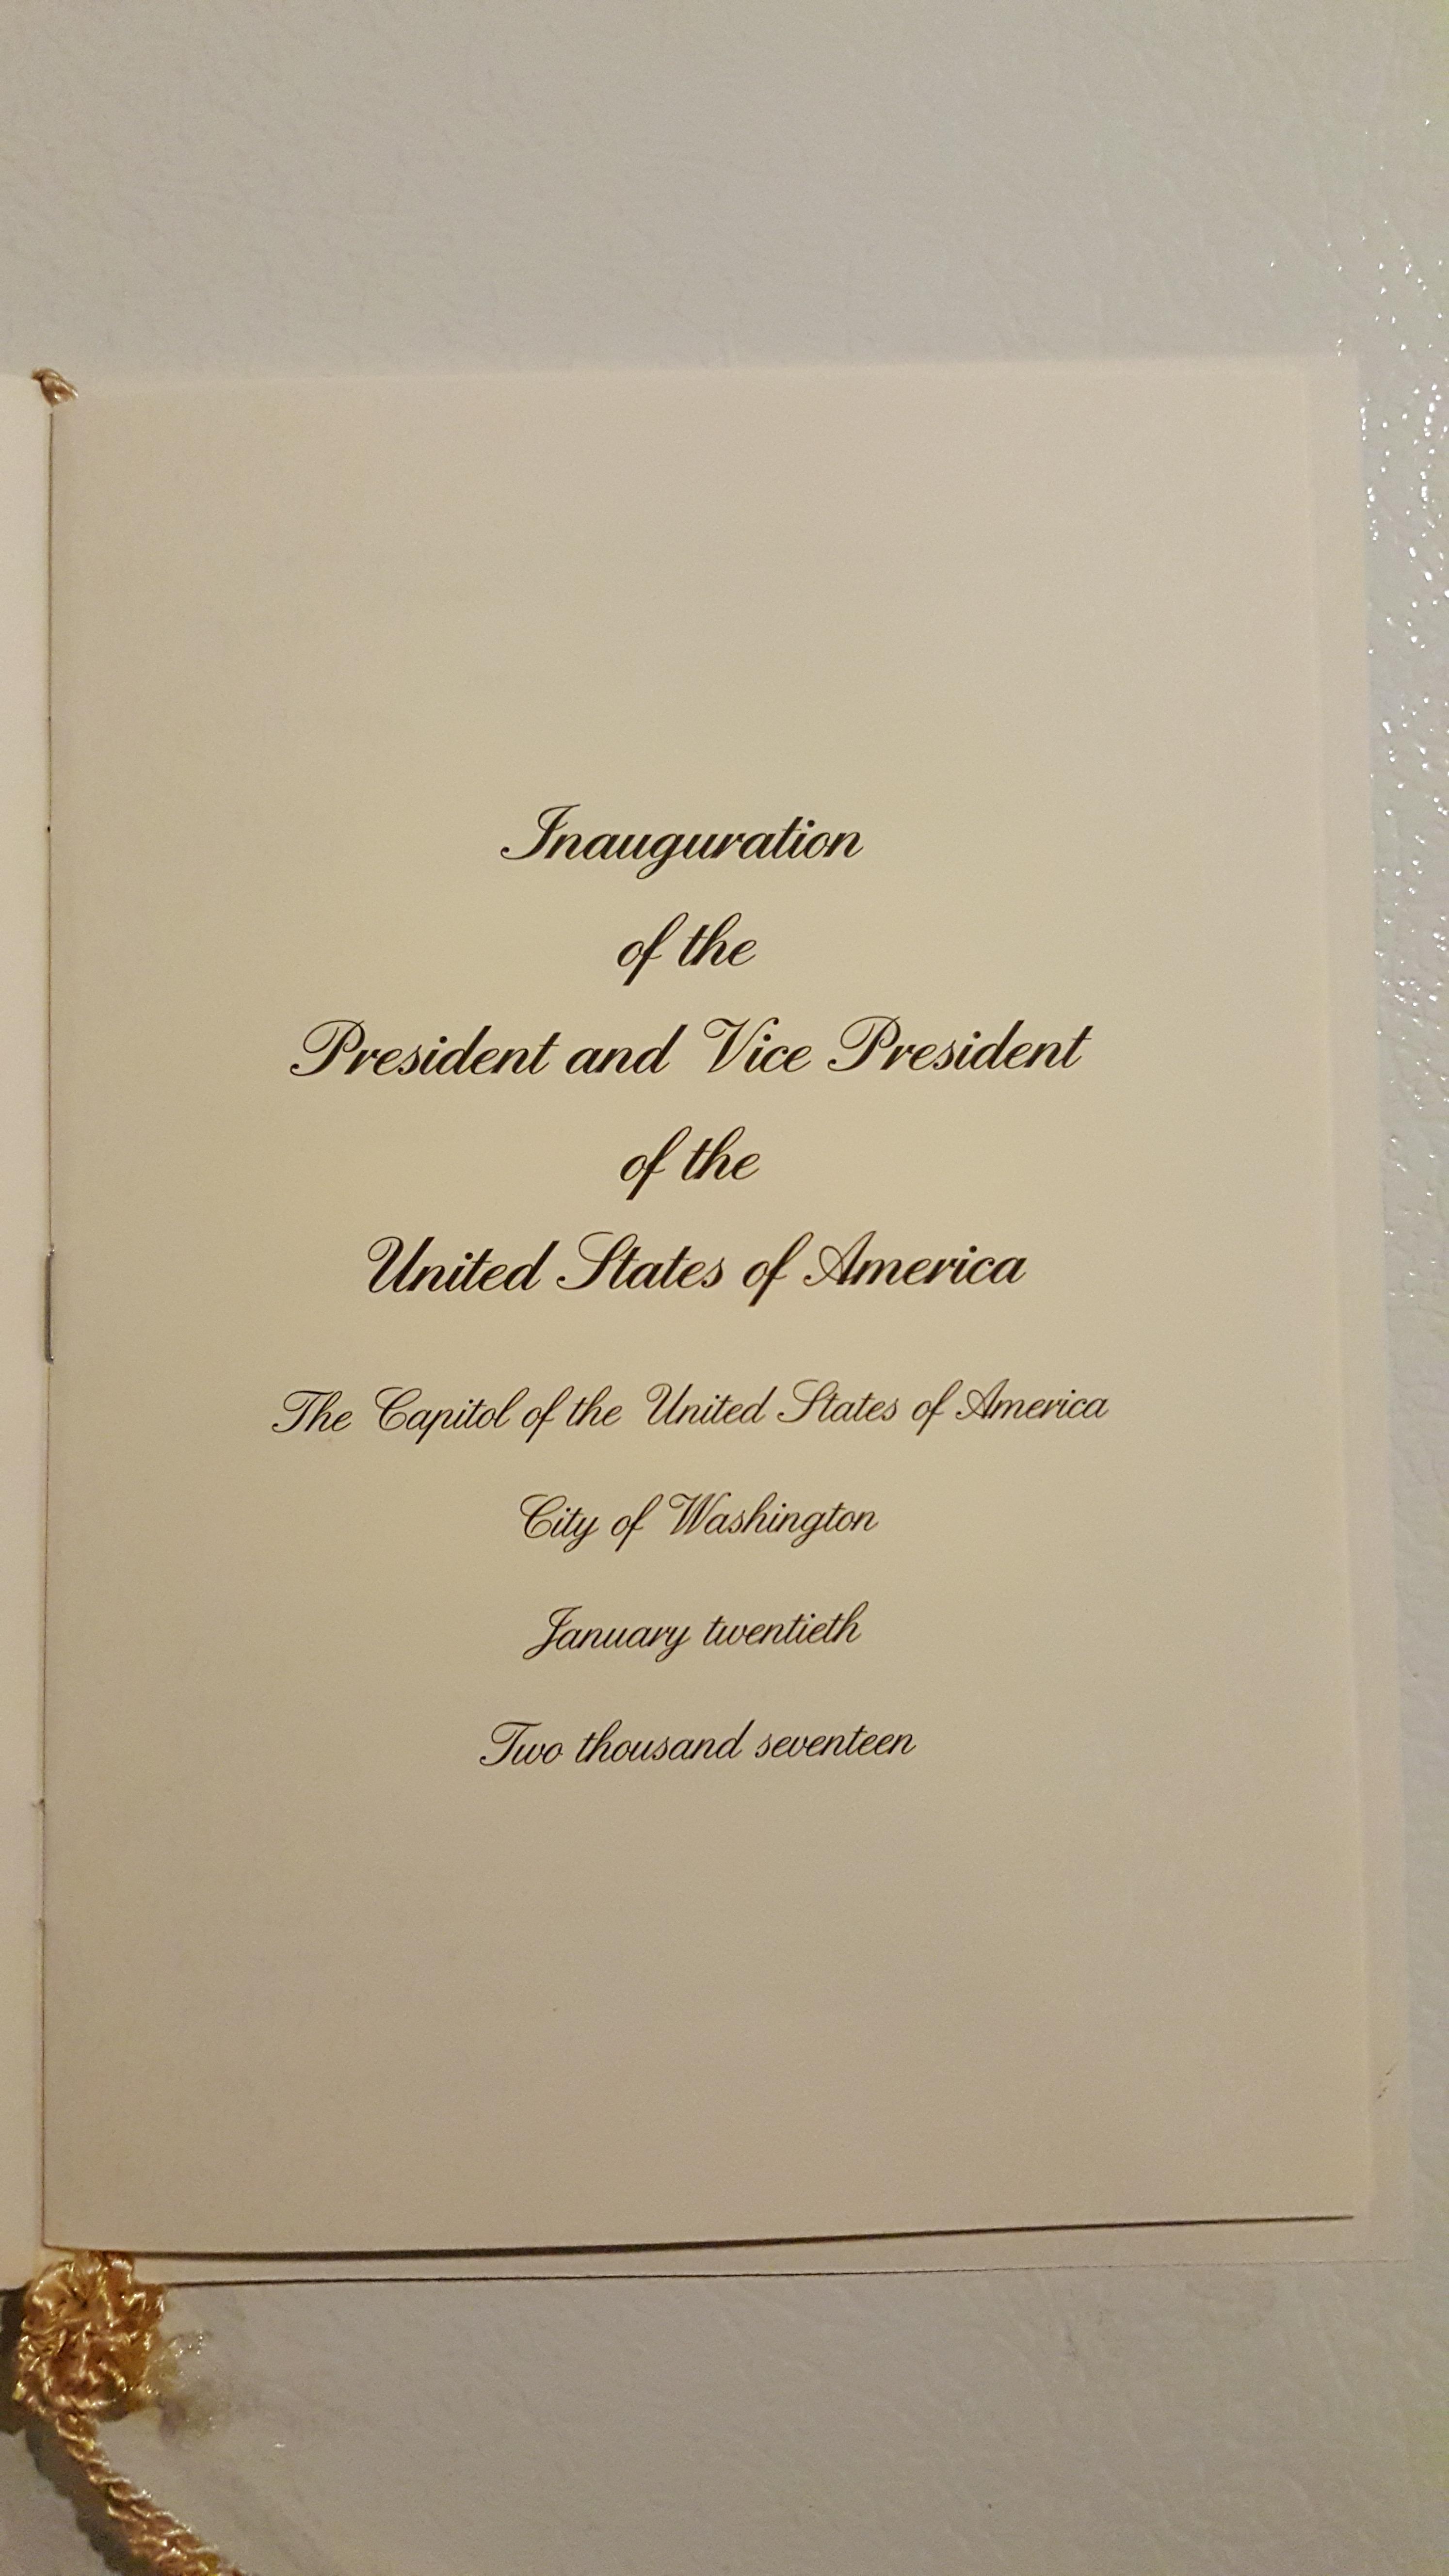 Inauguration
of the
President and Vice President
of the
United States of America
The Capitol of the United States of America
City of Washington
January twentieth
Two thousand seventeen